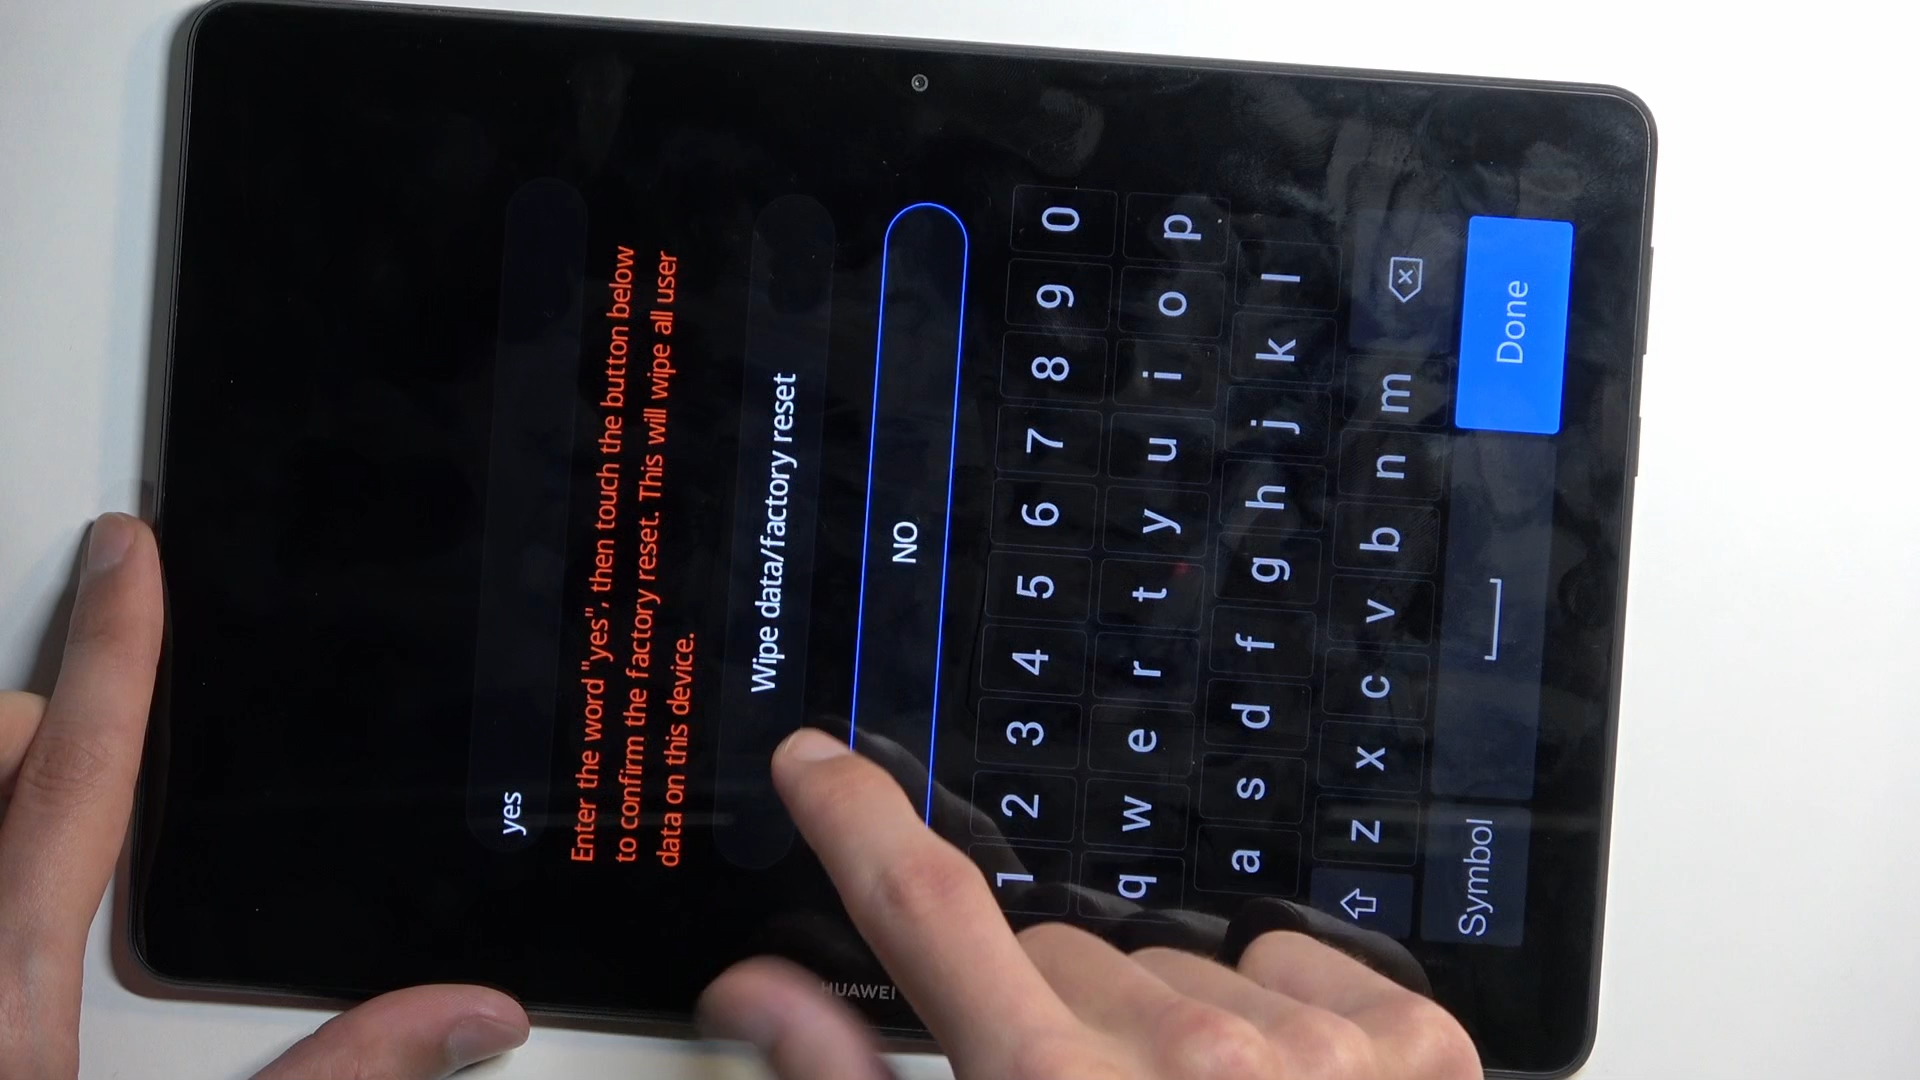 yes
Enter the word "yes", then touch the button below
to confirm the factory reset. This will wipe all user
data on this device.
Wipe data/factory reset
NO
1 2 3 4 5 6 7 8 9 0
q w e r t y u i o p
a s d f g h j k l
z x c v b n m
Symbol Done
HUAWEI